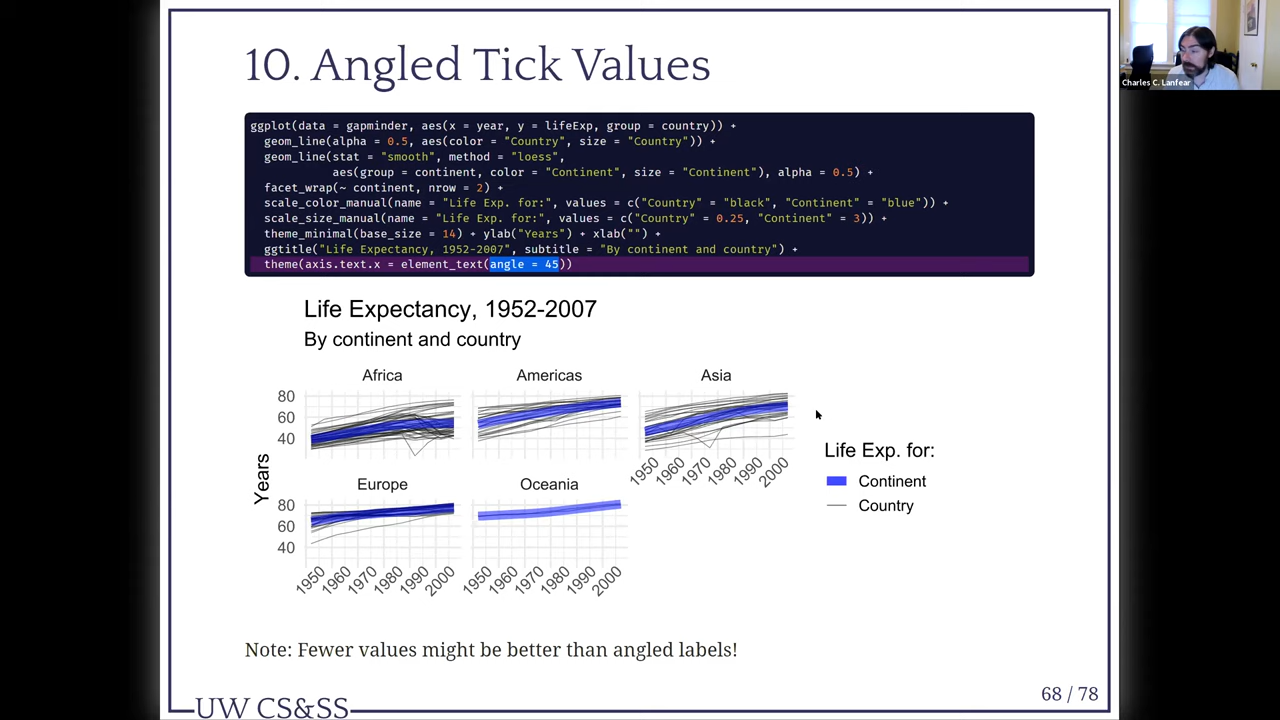 10. Angled Tick Values
Charles C. Lanfear
ggplot(data = gapminder, aes(x = year, y = lifeExp, group = country)) +
geom_line(alpha = 0.5, aes(color = "Country", size = "Country")) +
geom_line(stat = "smooth", method = "loess",
aes(group = continent, color = "Continent", size = "Continent"), alpha = 0.5) +
facet_wrap(~ continent, nrow = 2) +
scale_color_manual(name = "Life Exp. for:", values = c("Country" = "black", "Continent" = "blue")) +
scale_size_manual(name = "Life Exp. for:", values = c("Country" = 0.25, "Continent" = 3)) +
theme_minimal(base_size = 14) + ylab("Years") + xlab("") +
ggtitle("Life Expectancy, 1952-2007", subtitle = "By continent and country") +
theme(axis.text.x = element_text(angle = 45))
Life Expectancy, 1952-2007
By continent and country
Africa Americas Asia
80
60
40
1950 1960 1970 1980 1990 2000
Years
Europe Oceania
80
60
40
1950 1960 1970 1980 1990 2000 1950 1960 1970 1980 1990 2000
Life Exp. for:
Continent
Country
Note: Fewer values might be better than angled labels!
68 / 78
UW CS&SS